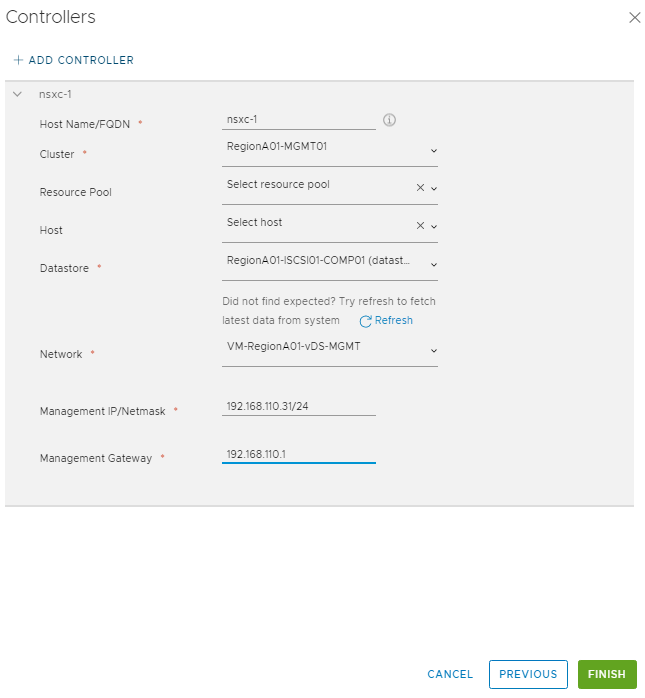 Controllers
+ ADD CONTROLLER
nsxc-1
Host Name/FQDN * nsxc-1
Cluster * RegionA01-MGMT01
Resource Pool Select resource pool
Host Select host
Datastore * RegionA01-ISCSI01-COMP01 (datast...
Did not find expected? Try refresh to fetch
latest data from system Refresh
Network * VM-RegionA01-vDS-MGMT
Management IP/Netmask * 192.168.110.31/24
Management Gateway * 192.168.110.1
CANCEL PREVIOUS FINISH